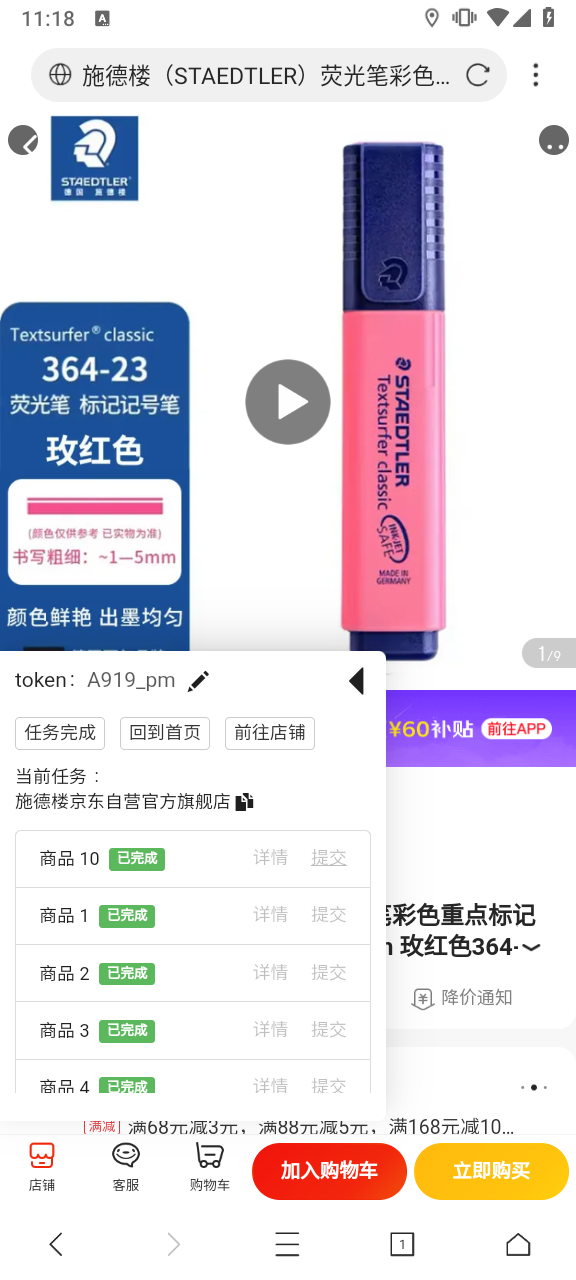 11:18
施德楼（STAEDTLER）荧光笔彩色...
STAEDTLER
德国 施德楼
Textsurfer® classic
364-23
荧光笔 标记记号笔
玫红色
(颜色仅供参考 已实物为准)
书写粗细：~1—5mm
颜色鲜艳 出墨均匀
STAEDTLER
Textsurfer classic
INKJET SAFE
MADE IN
GERMANY
1/9
token： A919_pm
任务完成 回到首页 前往店铺
¥60补贴 前往APP
当前任务：
施德楼京东自营官方旗舰店
商品 10 已完成 详情 提交
商品 1 已完成 详情 提交
笔彩色重点标记
玫红色364-
商品 2 已完成 详情 提交
降价通知
商品 3 已完成 详情 提交
商品 4 已完成 详情 提交
满减 满68元减3元，满88元减5元，满168元减10...
店铺 客服 购物车 加入购物车 立即购买
1